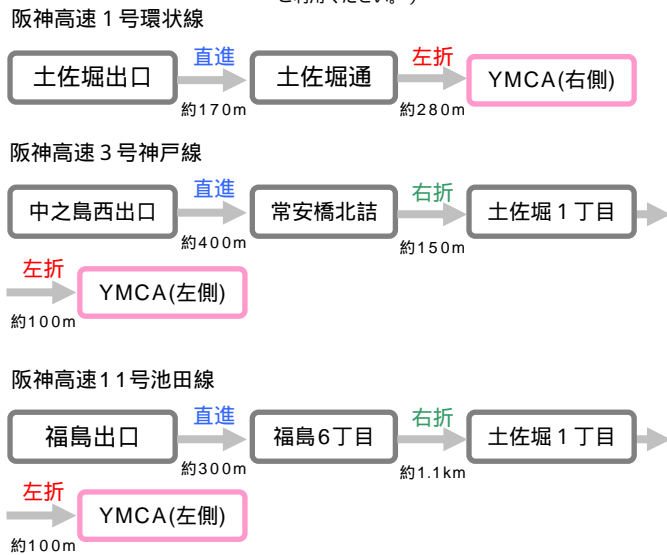 ご利用ください。)
阪神高速1号環状線
直進 左折
土佐堀出口 土佐堀通 YMCA(右側)
約170m 約280m
阪神高速3号神戸線
直進 右折
中之島西出口 常安橋北詰 土佐堀1丁目
約400m 約150m
左折
YMCA(左側)
約100m
阪神高速11号池田線
直進 右折
福島出口 福島6丁目 土佐堀1丁目
約300m 約1.1km
左折
YMCA(左側)
約100m